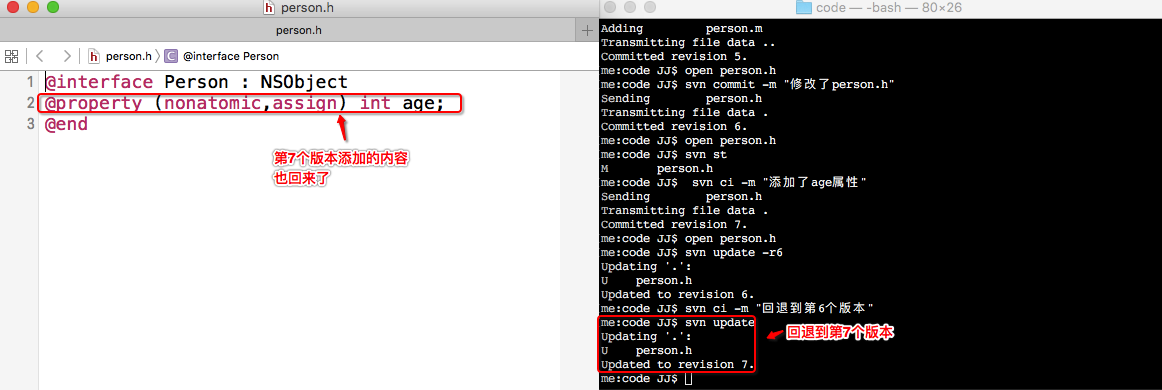 person.h
person.h
person.h
@interface Person
1 @interface Person : NSObject
2 @property (nonatomic,assign) int age;
3 @end
第7个版本添加的内容
也回来了
code — -bash — 80×26
Adding         person.m
Transmitting file data ..
Committed revision 5.
me:code JJ$ open person.h
me:code JJ$ svn commit -m "修改了person.h"
Sending        person.h
Transmitting file data .
Committed revision 6.
me:code JJ$ open person.h
me:code JJ$ svn st
M       person.h
me:code JJ$  svn ci -m "添加了age属性"
Sending        person.h
Transmitting file data .
Committed revision 7.
me:code JJ$ open person.h
me:code JJ$ svn update -r6
Updating '.':
U    person.h
Updated to revision 6.
me:code JJ$ svn ci -m "回退到第6个版本"
me:code JJ$ svn update
Updating '.':
U    person.h
Updated to revision 7.
me:code JJ$
回退到第7个版本